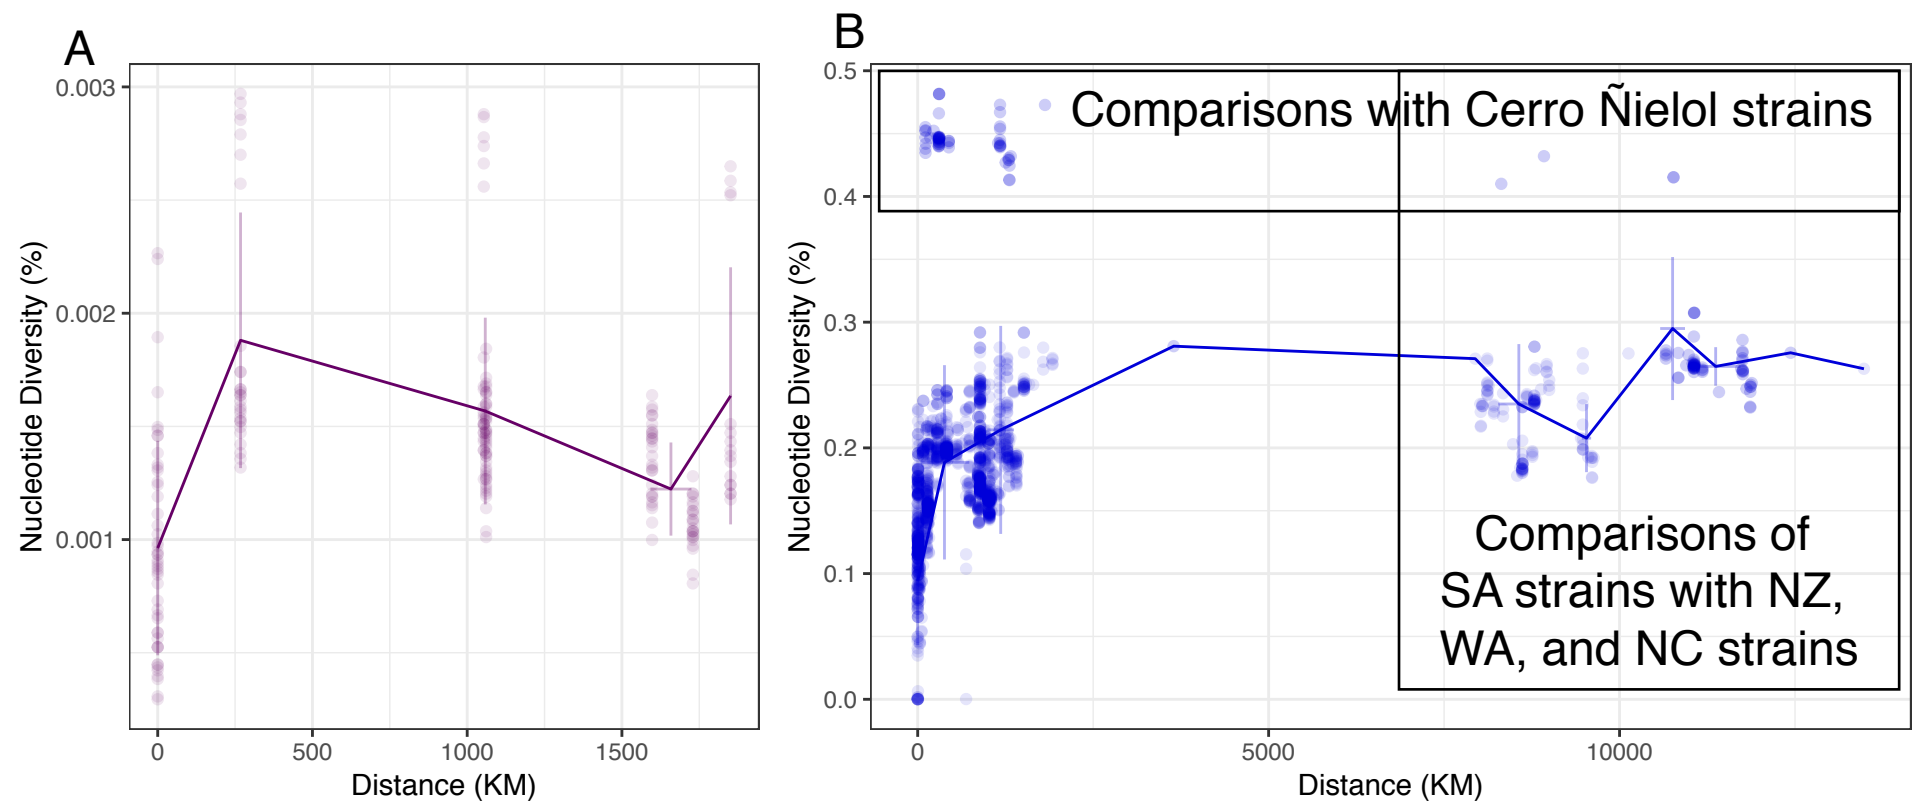 A
0.003
0.002
0.001
Nucleotide Diversity (%)
0
500
1000
1500
Distance (KM)
B
0.5
0.4
0.3
0.2
0.1
0.0
Nucleotide Diversity (%)
Comparisons with Cerro Ñielol strains
Comparisons of
SA strains with NZ,
WA, and NC strains
0
5000
10000
Distance (KM)